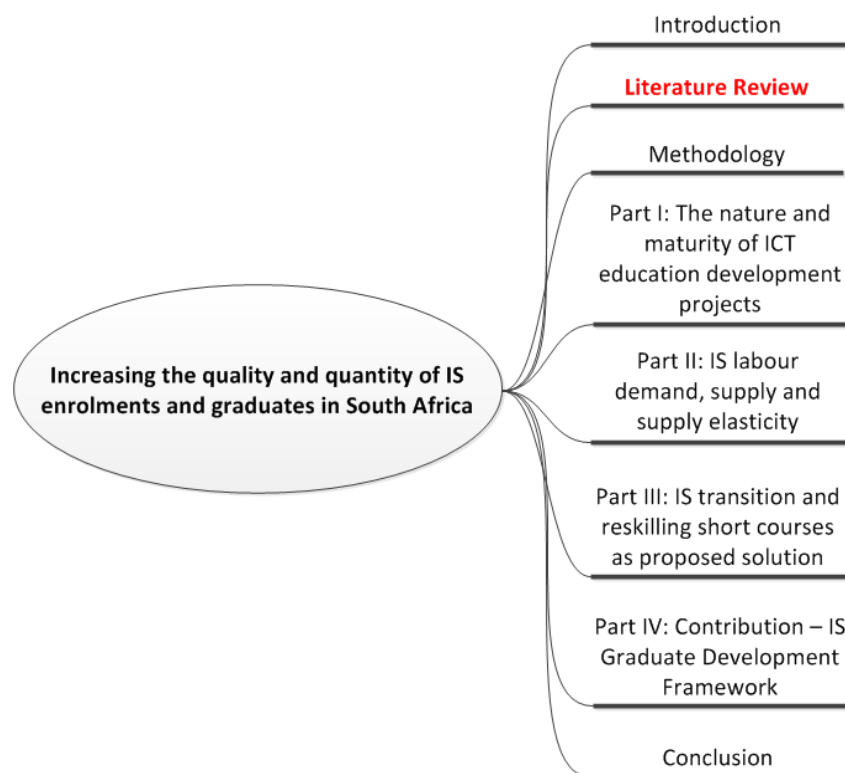 Introduction
Literature Review
Methodology
Part I: The nature and
maturity of ICT
education development
projects
Increasing the quality and quantity of IS
enrolments and graduates in South Africa
Part II: IS labour
demand, supply and
supply elasticity
Part III: IS transition and
reskilling short courses
as proposed solution
Part IV: Contribution – IS
Graduate Development
Framework
Conclusion